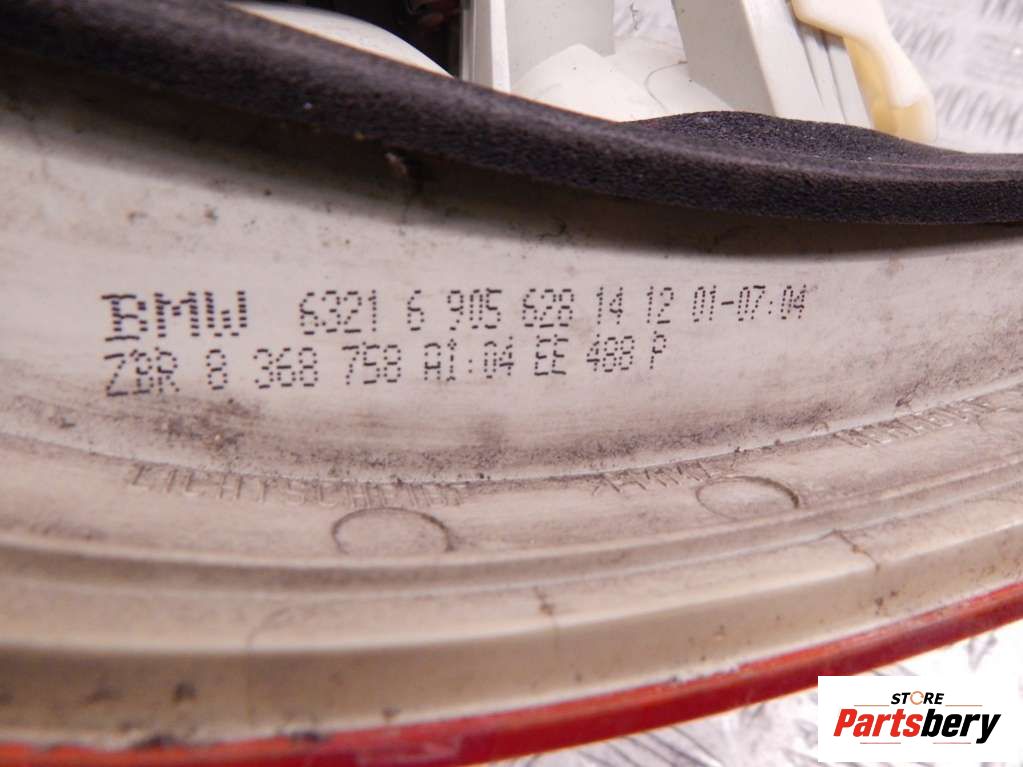 BMW 6321 6 905 628 14 12 01-07:04
ZBR 8 368 758 AI:04 EE 488 P
STORE
Partsbery